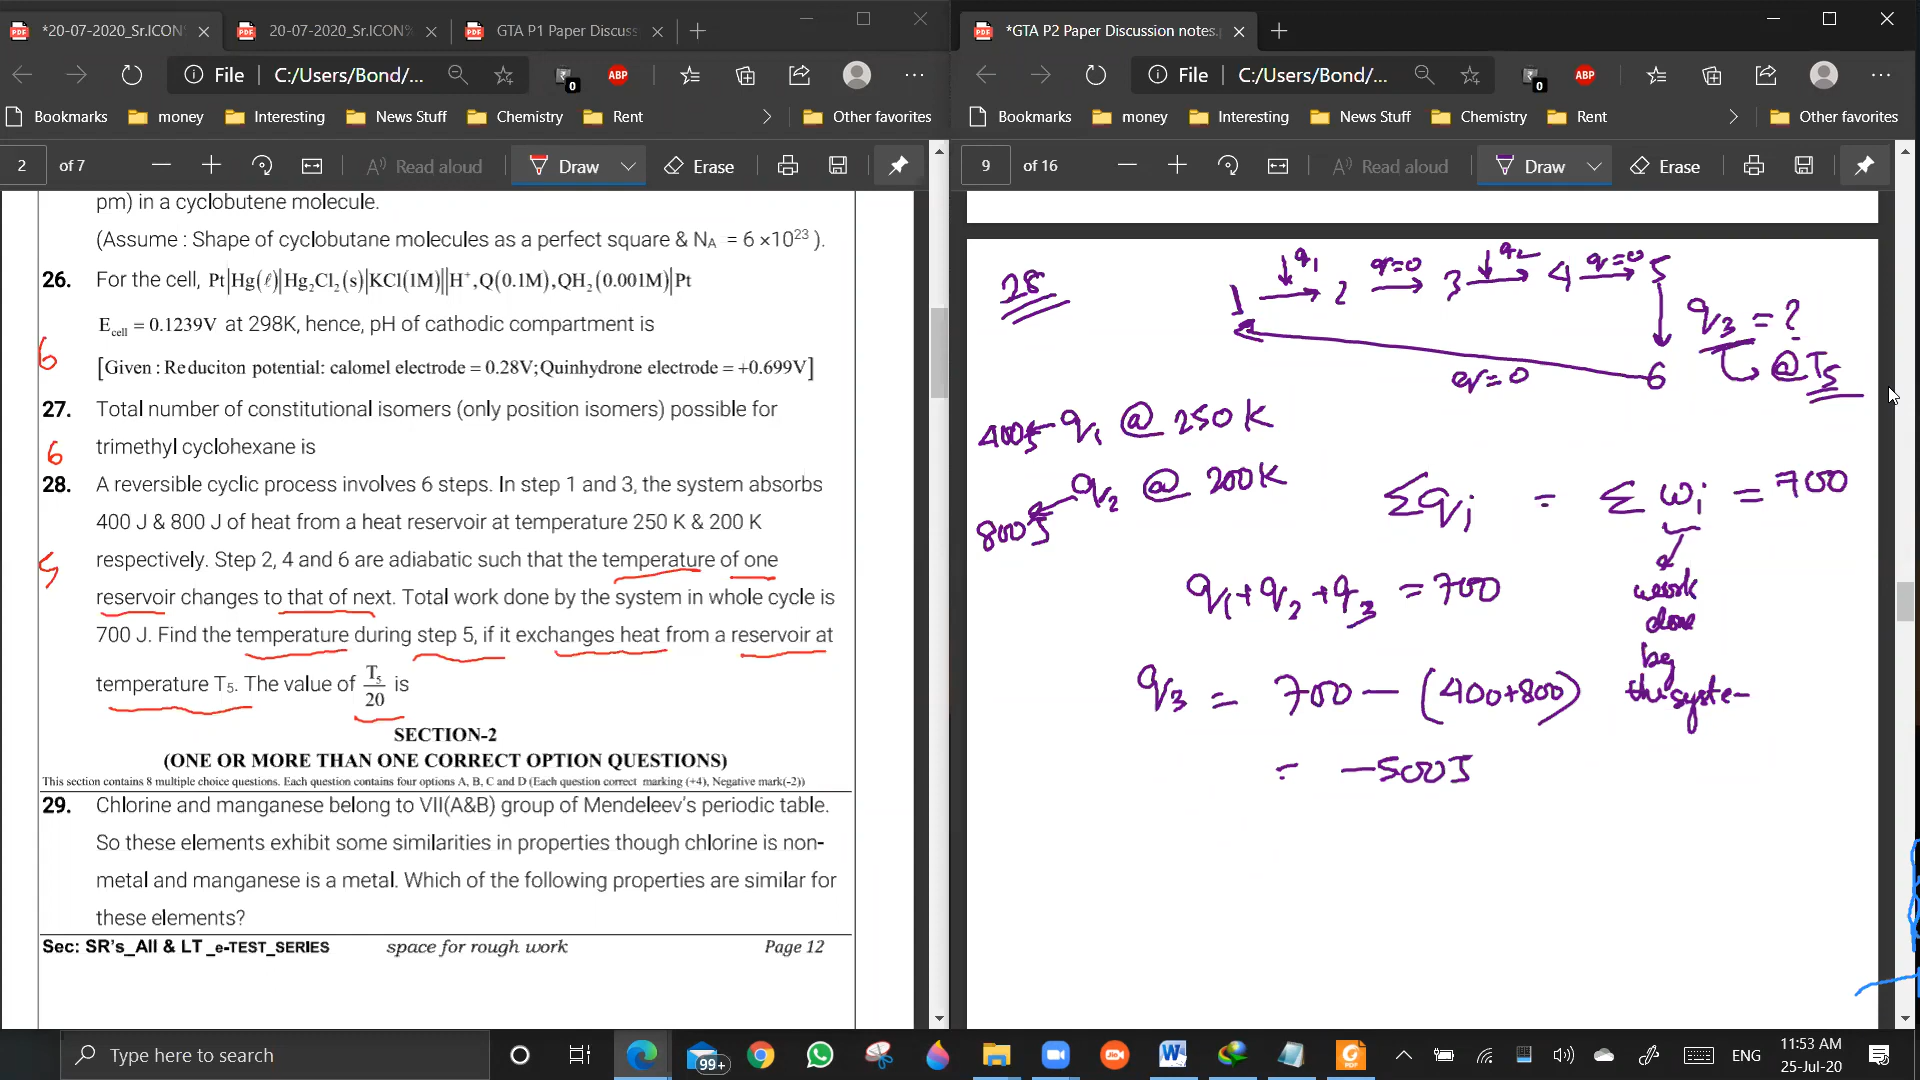 *20-07-2020_Sr.ICON%
20-07-2020_Sr.ICON%
GTA P1 Paper Discuss
*GTA P2 Paper Discussion notes.
File
C:/Users/Bond/...
0
ABP
File
C:/Users/Bond/...
0
ABP
Bookmarks
money
Interesting
News Stuff
Chemistry
Rent
Other favorites
Bookmarks
money
Interesting
News Stuff
Chemistry
Rent
Other favorites
2 of 7
Read aloud
Draw
Erase
9 of 16
Read aloud
Draw
Erase
pm) in a cyclobutene molecule.
(Assume : Shape of cyclobutane molecules as a perfect square & N_A = 6 ×10²³ ).
26. For the cell, Pt|Hg(ℓ)|Hg₂Cl₂(s)|KCl(1M)||H⁺,Q(0.1M),QH₂(0.001M)|Pt
E_cell = 0.1239V at 298K, hence, pH of cathodic compartment is
6
[Given : Reduciton potential: calomel electrode = 0.28V;Quinhydrone electrode = +0.699V]
27. Total number of constitutional isomers (only position isomers) possible for
6
trimethyl cyclohexane is
28. A reversible cyclic process involves 6 steps. In step 1 and 3, the system absorbs
400 J & 800 J of heat from a heat reservoir at temperature 250 K & 200 K
5
respectively. Step 2, 4 and 6 are adiabatic such that the temperature of one
reservoir changes to that of next. Total work done by the system in whole cycle is
700 J. Find the temperature during step 5, if it exchanges heat from a reservoir at
temperature T₅. The value of T₅/20 is
SECTION-2
(ONE OR MORE THAN ONE CORRECT OPTION QUESTIONS)
This section contains 8 multiple choice questions. Each question contains four options A, B, C and D (Each question correct marking (+4), Negative mark(-2))
29. Chlorine and manganese belong to VII(A&B) group of Mendeleev's periodic table.
So these elements exhibit some similarities in properties though chlorine is non-
metal and manganese is a metal. Which of the following properties are similar for
these elements?
Sec: SR's_All & LT _e-TEST_SERIES space for rough work Page 12
28
1 q₁ 2 q=0 3 q₂ 4 q=0 5
q₃ = ?
@T₅
q=0 6
400J q₁ @ 250K
q₂ @ 200K
800J
Σqᵢ = Σ wᵢ = 700
q₁+q₂+q₃ = 700
work
done
by
the syste-
q₃ = 700 - (400+800)
= -500J
Type here to search
99+
ENG
11:53 AM
25-Jul-20